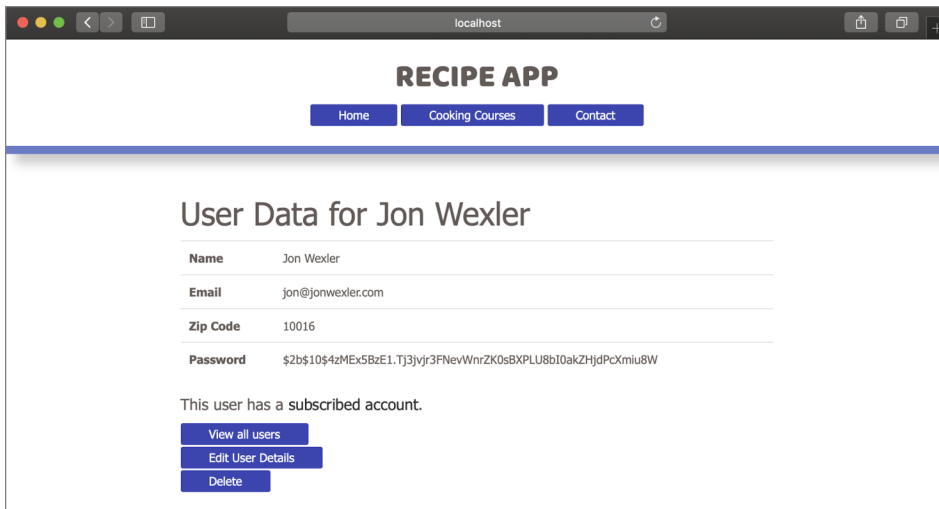 localhost
RECIPE APP
Home Cooking Courses Contact
User Data for Jon Wexler
Name Jon Wexler
Email jon@jonwexler.com
Zip Code 10016
Password $2b$10$4zMEx5BzE1.Tj3jvjr3FNevWnrZK0sBXPLU8bI0akZHjdPcXmiu8W
This user has a subscribed account.
View all users
Edit User Details
Delete